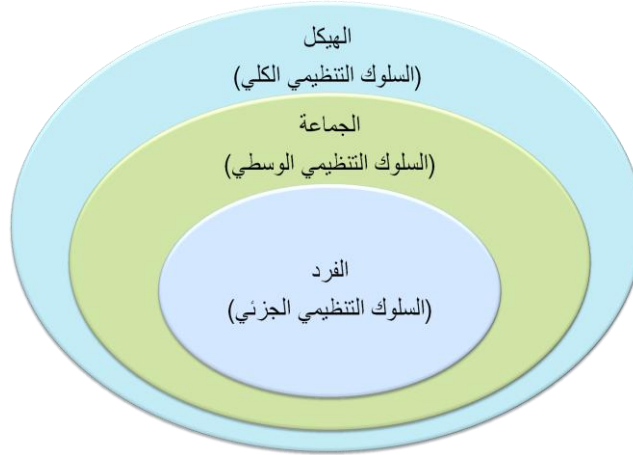 الهيكل
(السلوك التنظيمي الكلي)
الجماعة
(السلوك التنظيمي الوسطي)
الفرد
(السلوك التنظيمي الجزئي)